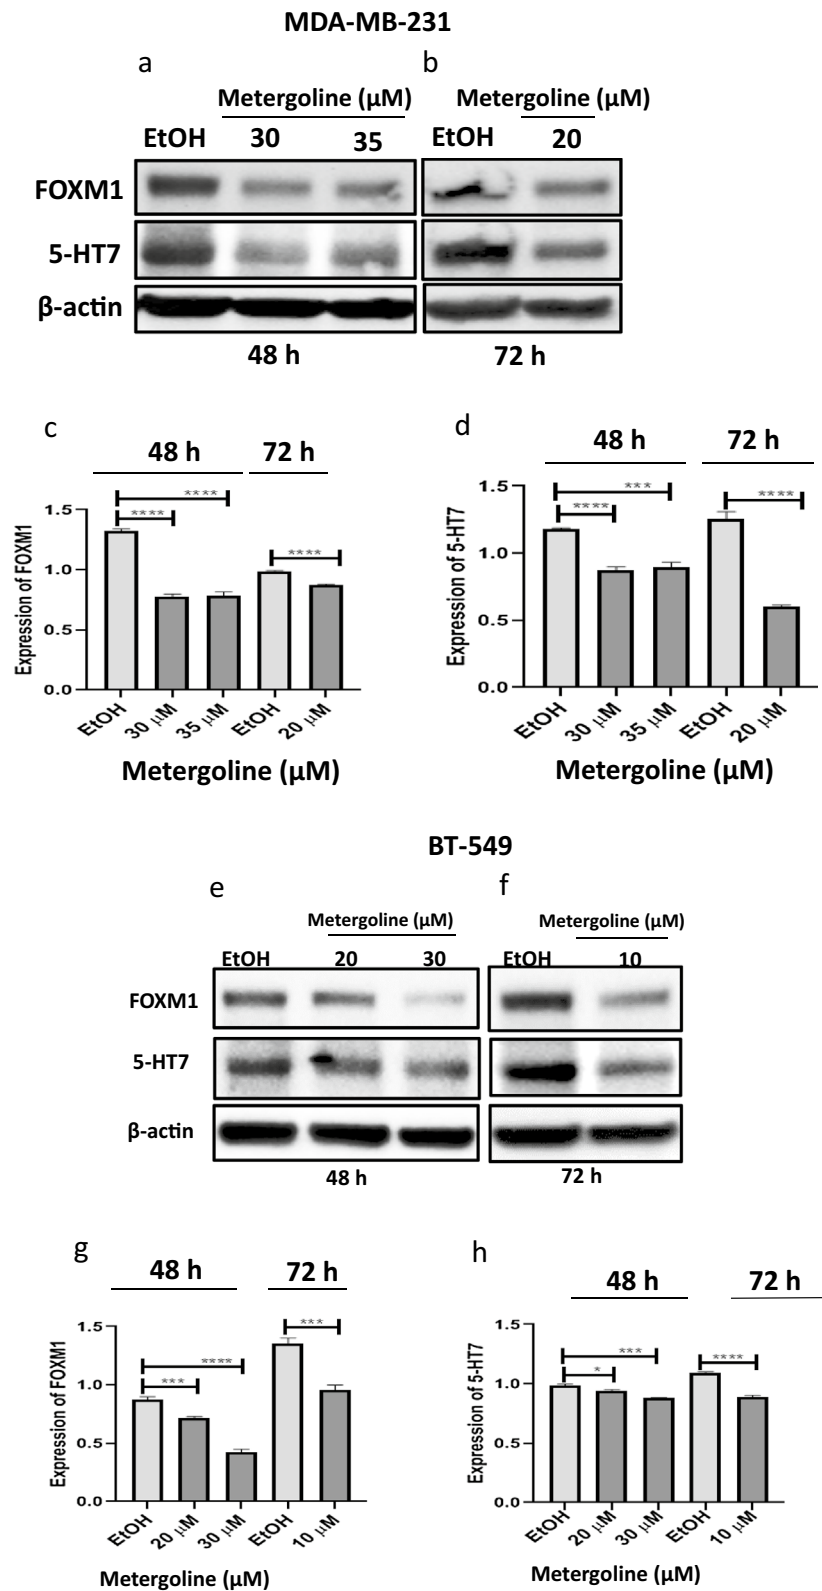 MDA-MB-231
a b
Metergoline (μM) Metergoline (μM)
EtOH 30 35 EtOH 20
FOXM1
5-HT7
β-actin
48 h 72 h
c
48 h 72 h
Expression of FOXM1
1.5
1.0
0.5
0.0
**** **** ****
EtOH 30 μM 35 μM EtOH 20 μM
Metergoline (μM)
d
48 h 72 h
Expression of 5-HT7
1.5
1.0
0.5
0.0
**** *** ****
EtOH 30 μM 35 μM EtOH 20 μM
Metergoline (μM)
BT-549
e f
Metergoline (μM) Metergoline (μM)
EtOH 20 30 EtOH 10
FOXM1
5-HT7
β-actin
48 h 72 h
g
48 h 72 h
Expression of FOXM1
1.5
1.0
0.5
0.0
*** **** ***
EtOH 20 μM 30 μM EtOH 10 μM
Metergoline (μM)
h
48 h 72 h
Expression of 5-HT7
1.5
1.0
0.5
0.0
* *** ****
EtOH 20 μM 30 μM EtOH 10 μM
Metergoline (μM)